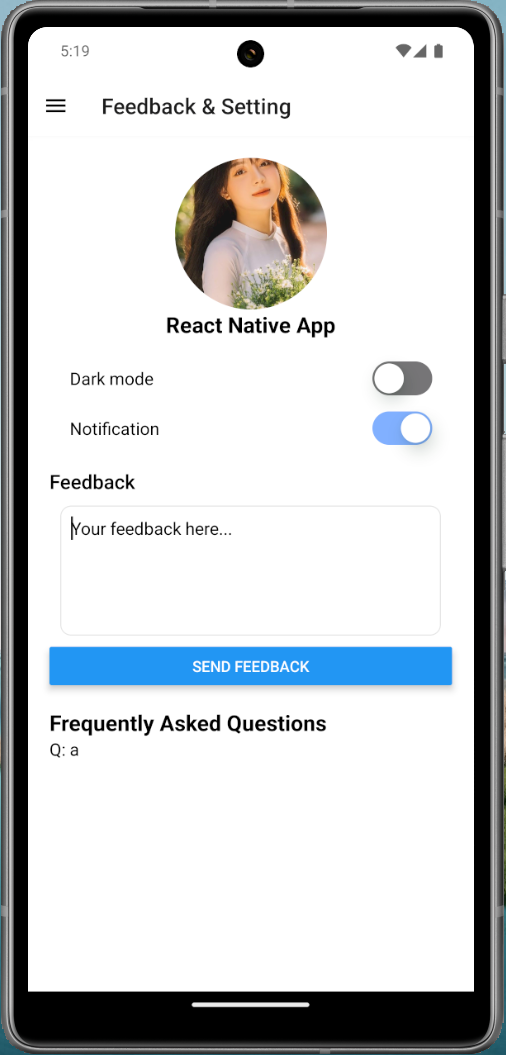 5:19
Feedback & Setting
React Native App
Dark mode
Notification
Feedback
Your feedback here...
SEND FEEDBACK
Frequently Asked Questions
Q: a